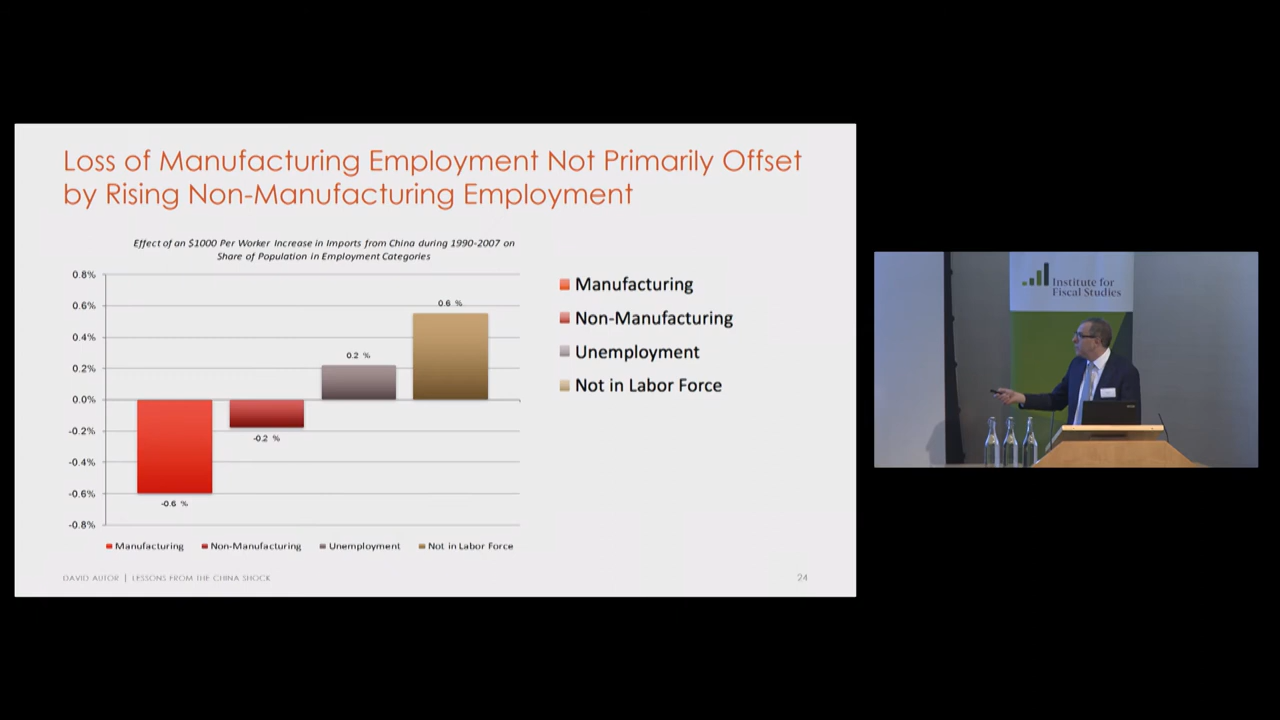 Loss of Manufacturing Employment Not Primarily Offset
by Rising Non-Manufacturing Employment
Effect of an $1000 Per Worker Increase in Imports from China during 1990-2007 on
Share of Population in Employment Categories
0.8%
0.6%
0.4%
0.2%
0.0%
-0.2%
-0.4%
-0.6%
-0.8%
-0.6 %
-0.2 %
0.2 %
0.6 %
Manufacturing
Non-Manufacturing
Unemployment
Not in Labor Force
Manufacturing Non-Manufacturing Unemployment Not in Labor Force
DAVID AUTOR | LESSONS FROM THE CHINA SHOCK
24
Institute for
Fiscal Studies